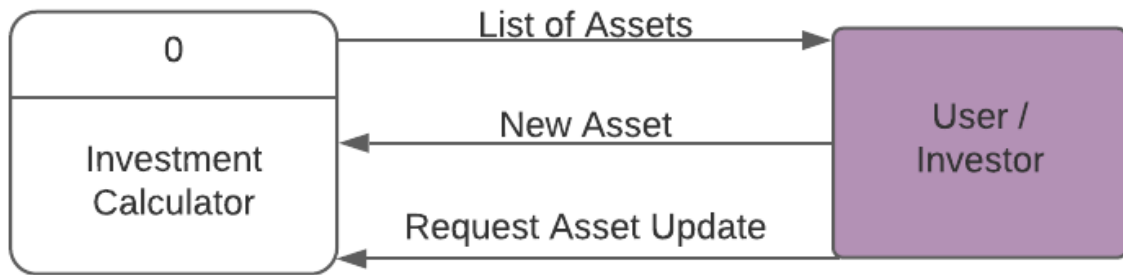 0
Investment
Calculator
List of Assets
New Asset
Request Asset Update
User /
Investor